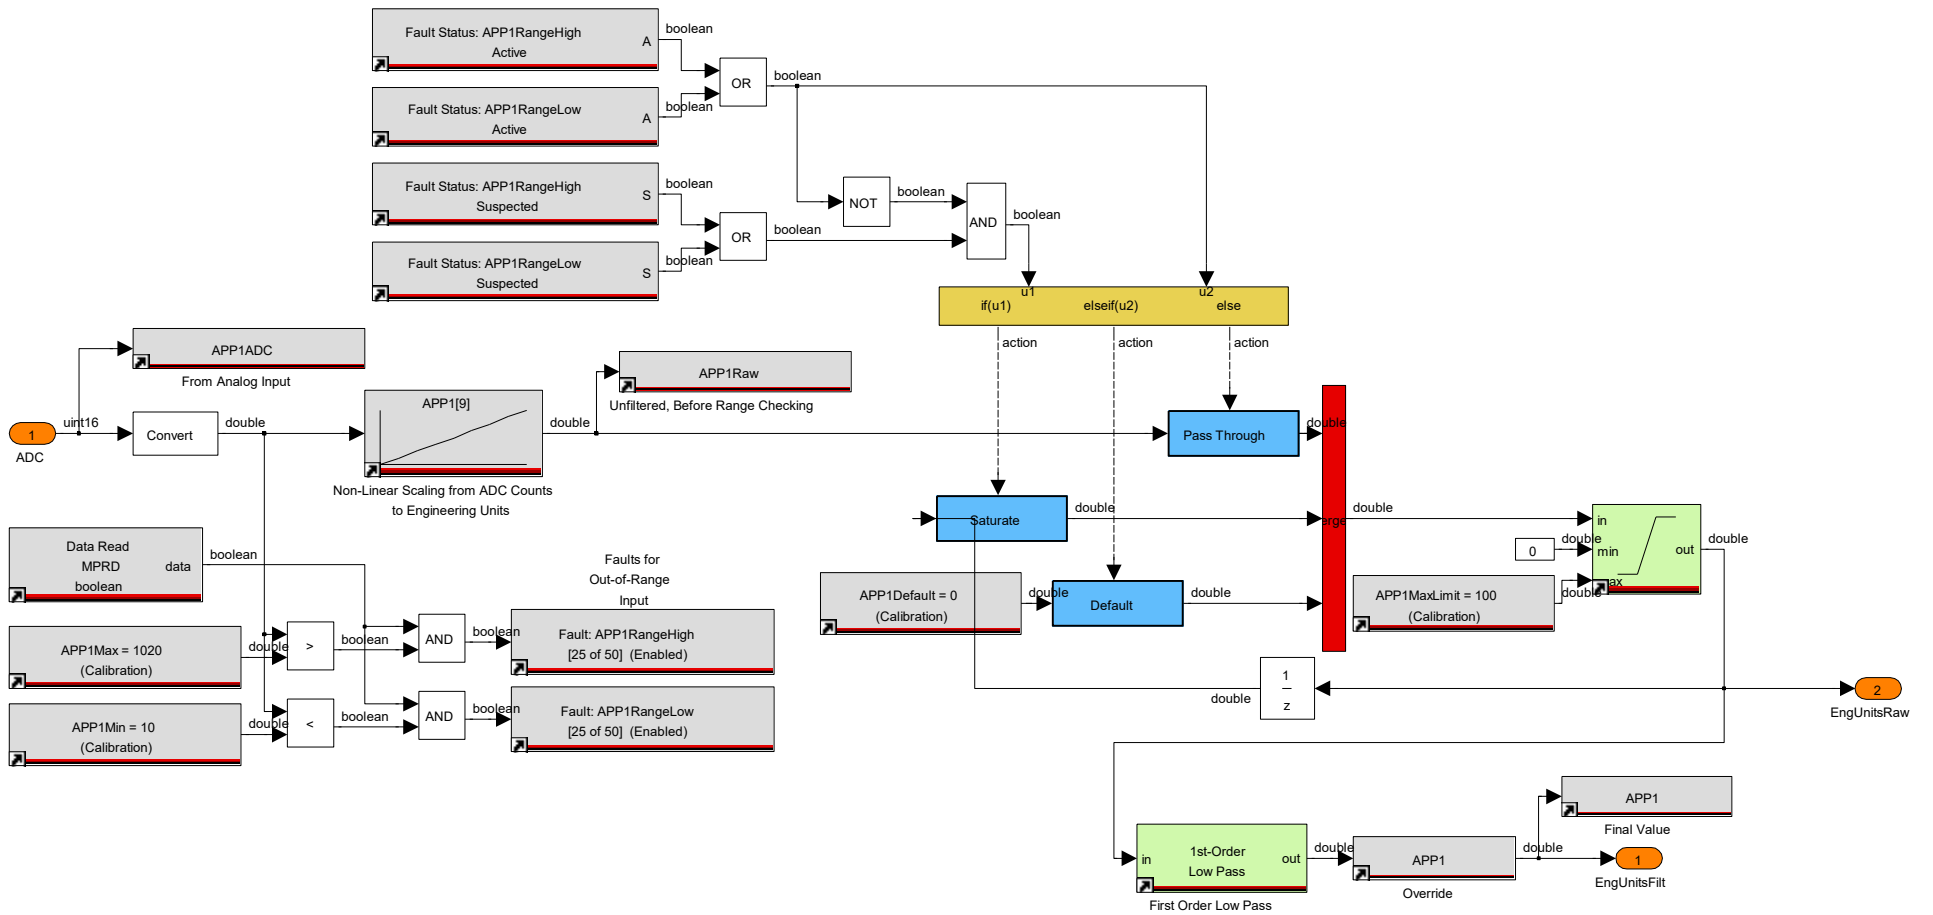 Fault Status: APP1RangeHigh
Active
A
boolean
Fault Status: APP1RangeLow
Active
A
boolean
OR
boolean
Fault Status: APP1RangeHigh
Suspected
S
boolean
Fault Status: APP1RangeLow
Suspected
S
boolean
OR
boolean
NOT
boolean
AND
boolean
u1
u2
if(u1)
elseif(u2)
else
action
action
action
APP1ADC
From Analog Input
1
ADC
uint16
Convert
double
APP1[9]
Non-Linear Scaling from ADC Counts
to Engineering Units
double
APP1Raw
Unfiltered, Before Range Checking
Pass Through
double
Saturate
double
APP1Default = 0
(Calibration)
double
Default
double
erge
double
0
double
APP1MaxLimit = 100
(Calibration)
double
in
min
ax
out
double
Data Read
MPRD
boolean
data
boolean
APP1Max = 1020
(Calibration)
double
>
boolean
AND
boolean
Faults for
Out-of-Range
Input
Fault: APP1RangeHigh
[25 of 50]  (Enabled)
APP1Min = 10
(Calibration)
double
<
boolean
AND
boolean
Fault: APP1RangeLow
[25 of 50]  (Enabled)
1
z
double
2
EngUnitsRaw
in
1st-Order
Low Pass
out
First Order Low Pass
double
APP1
Override
double
APP1
Final Value
1
EngUnitsFilt